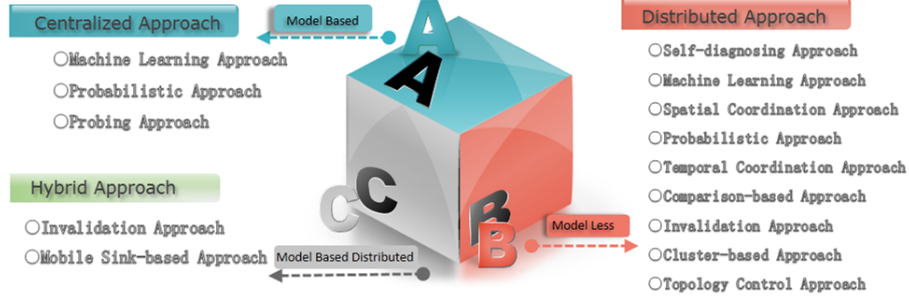 Centralized Approach
○Machine Learning Approach
○Probabilistic Approach
○Probing Approach
Hybrid Approach
○Invalidation Approach
○Mobile Sink-based Approach
Model Based
A
A
C
C
B
B
Model Based Distributed
Model Less
Distributed Approach
○Self-diagnosing Approach
○Machine Learning Approach
○Spatial Coordination Approach
○Probabilistic Approach
○Temporal Coordination Approach
○Comparison-based Approach
○Invalidation Approach
○Cluster-based Approach
○Topology Control Approach